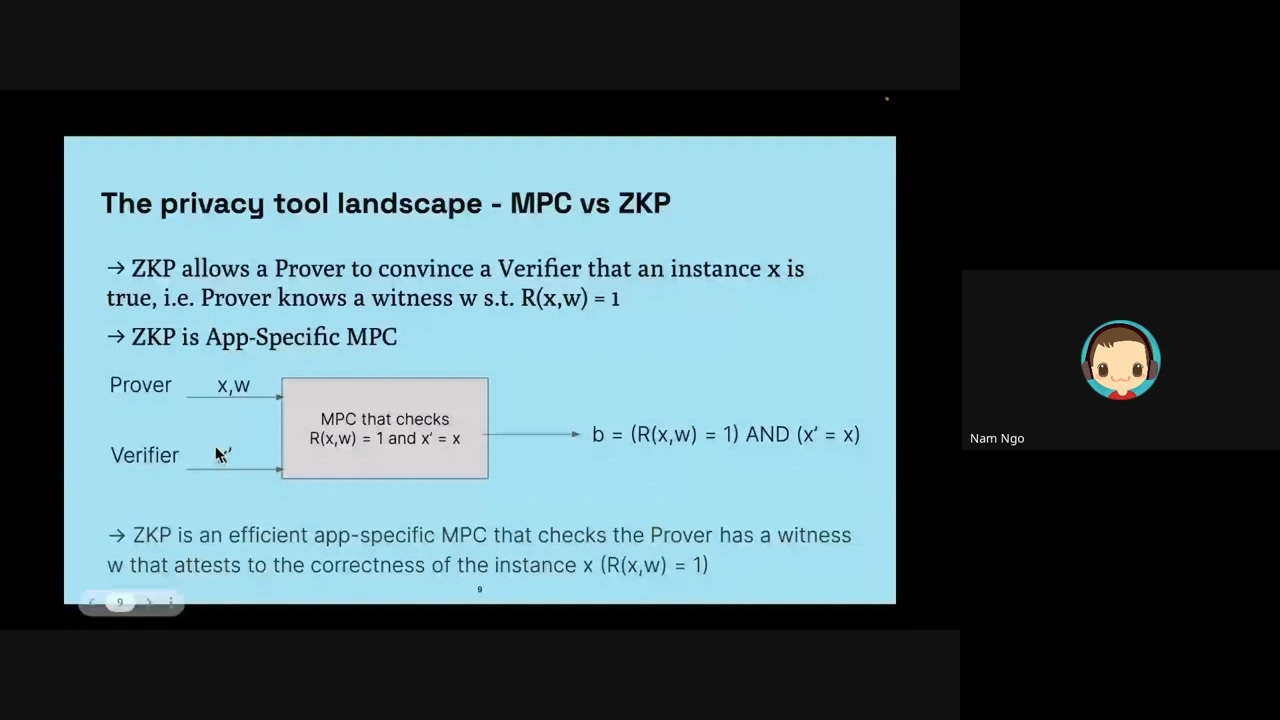 The privacy tool landscape - MPC vs ZKP
→ ZKP allows a Prover to convince a Verifier that an instance x is
true, i.e. Prover knows a witness w s.t. R(x,w) = 1
→ ZKP is App-Specific MPC
Prover x,w
MPC that checks
R(x,w) = 1 and x’ = x
b = (R(x,w) = 1) AND (x’ = x)
Verifier
→ ZKP is an efficient app-specific MPC that checks the Prover has a witness
w that attests to the correctness of the instance x (R(x,w) = 1)
9
9
Nam Ngo